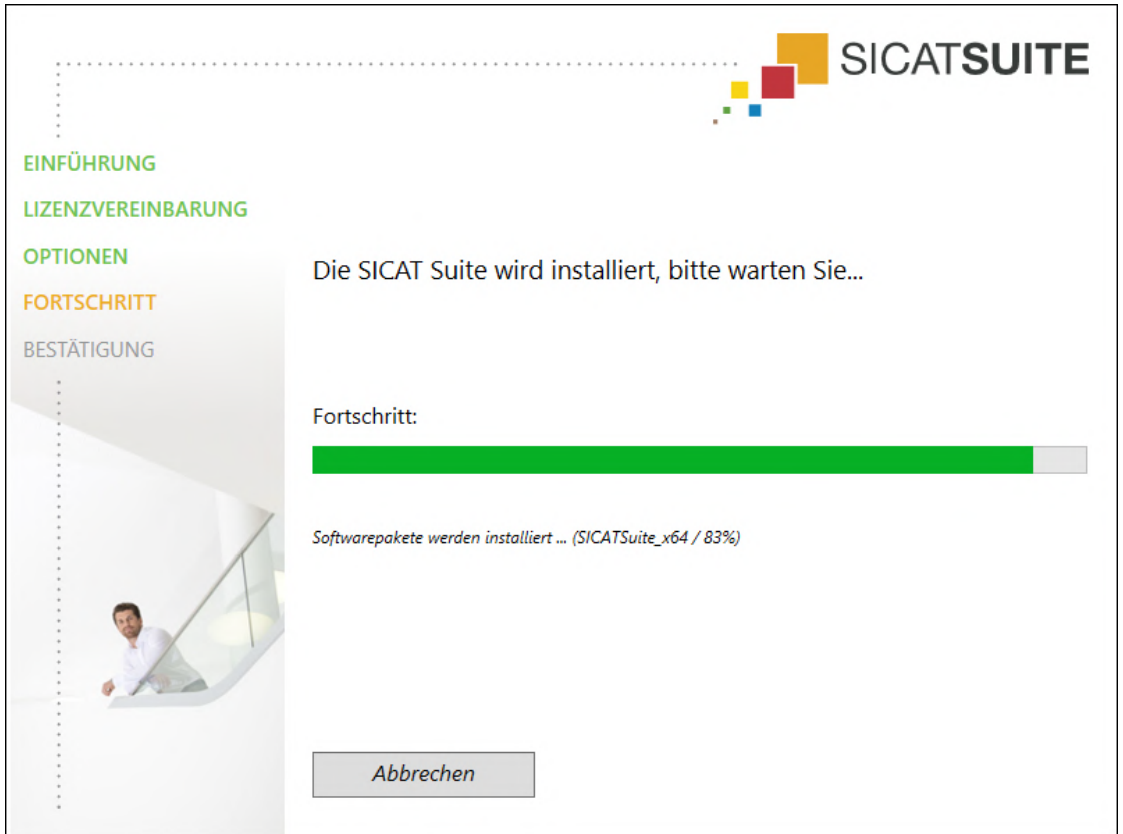 SICATSUITE
EINFÜHRUNG
LIZENZVEREINBARUNG
OPTIONEN
FORTSCHRITT
BESTÄTIGUNG
Die SICAT Suite wird installiert, bitte warten Sie...
Fortschritt:
Softwarepakete werden installiert ... (SICATSuite_x64 / 83%)
Abbrechen